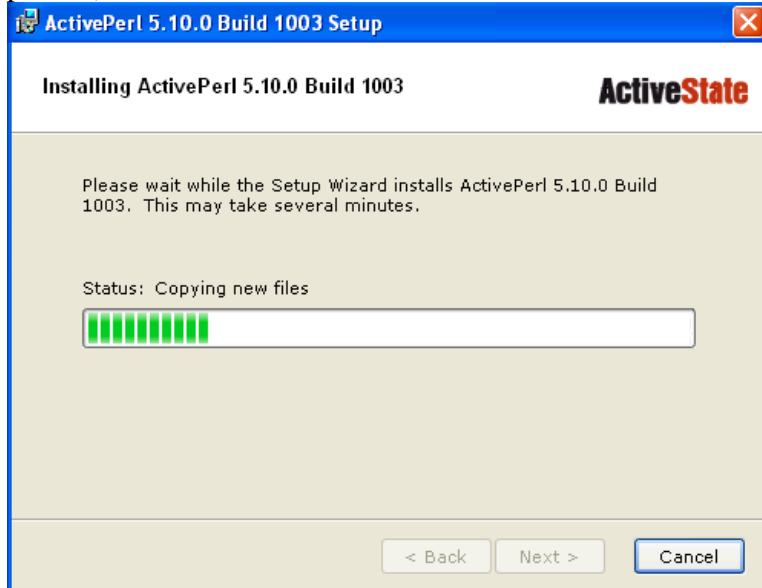 ActivePerl 5.10.0 Build 1003 Setup
Installing ActivePerl 5.10.0 Build 1003
ActiveState
Please wait while the Setup Wizard installs ActivePerl 5.10.0 Build
1003. This may take several minutes.
Status: Copying new files
< Back Next > Cancel